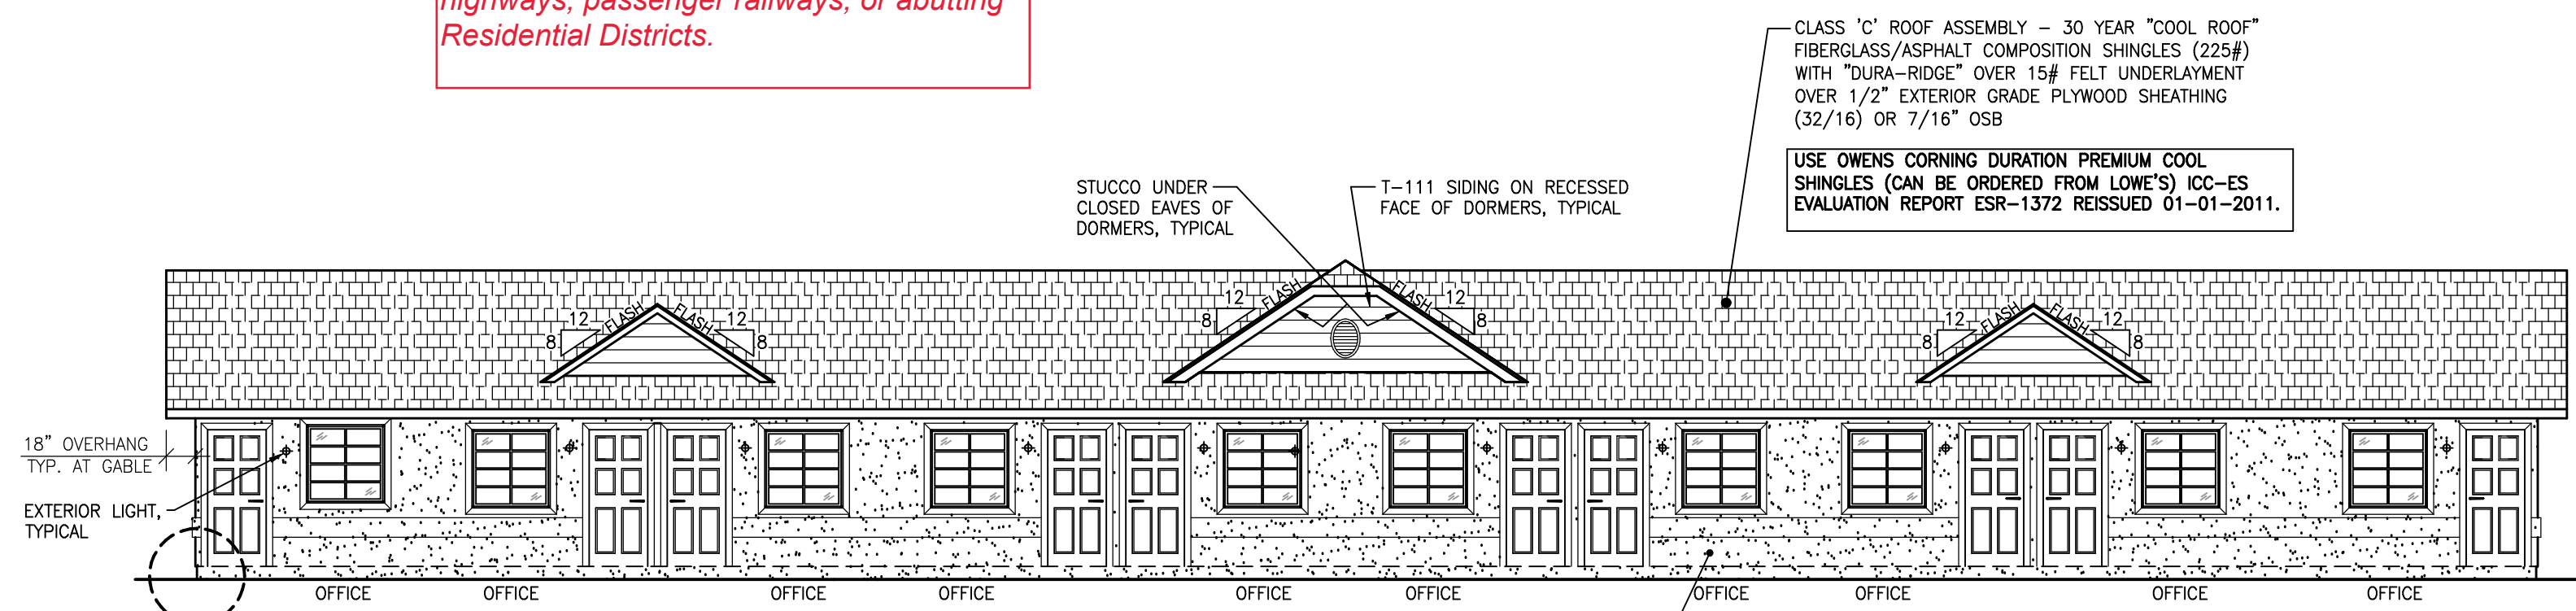 highways, passenger railways, or abutting
Residential Districts.
CLASS 'C' ROOF ASSEMBLY – 30 YEAR "COOL ROOF"
FIBERGLASS/ASPHALT COMPOSITION SHINGLES (225#)
WITH "DURA–RIDGE" OVER 15# FELT UNDERLAYMENT
OVER 1/2" EXTERIOR GRADE PLYWOOD SHEATHING
(32/16) OR 7/16" OSB
USE OWENS CORNING DURATION PREMIUM COOL
SHINGLES (CAN BE ORDERED FROM LOWE'S) ICC–ES
EVALUATION REPORT ESR–1372 REISSUED 01–01–2011.
STUCCO UNDER
CLOSED EAVES OF
DORMERS, TYPICAL
T–111 SIDING ON RECESSED
FACE OF DORMERS, TYPICAL
12
8
FLASH
FLASH
12
8
12
8
FLASH
FLASH
12
8
12
8
FLASH
FLASH
12
8
18" OVERHANG
TYP. AT GABLE
EXTERIOR LIGHT,
TYPICAL
OFFICE
OFFICE
OFFICE
OFFICE
OFFICE
OFFICE
OFFICE
OFFICE
OFFICE
OFFICE